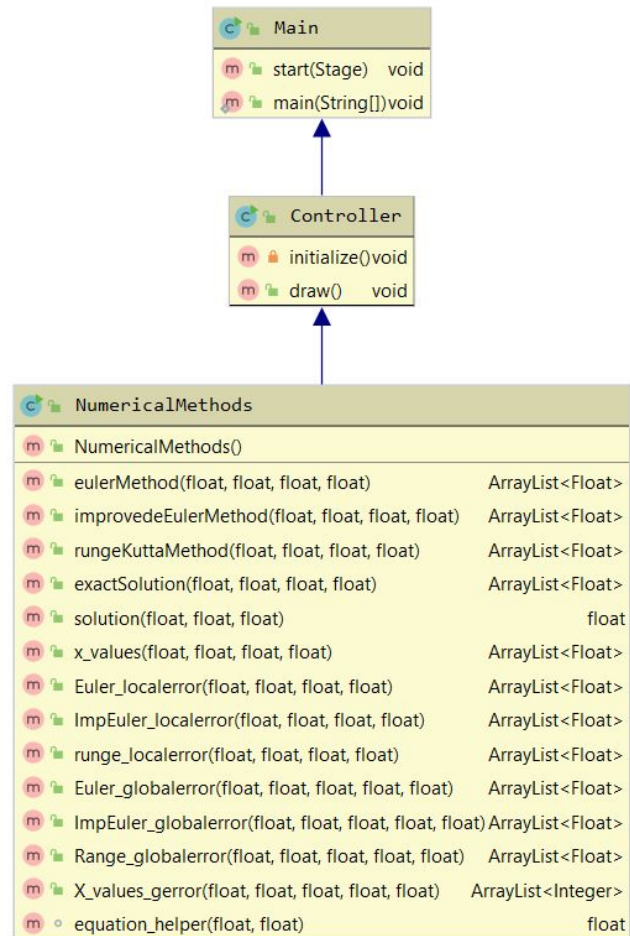 Main
start(Stage) void
main(String[]) void
Controller
initialize() void
draw() void
NumericalMethods
NumericalMethods()
eulerMethod(float, float, float, float) ArrayList<Float>
improvedeEulerMethod(float, float, float, float) ArrayList<Float>
rungeKuttaMethod(float, float, float, float) ArrayList<Float>
exactSolution(float, float, float, float) ArrayList<Float>
solution(float, float, float) float
x_values(float, float, float, float) ArrayList<Float>
Euler_localerror(float, float, float, float) ArrayList<Float>
ImpEuler_localerror(float, float, float, float) ArrayList<Float>
runge_localerror(float, float, float, float) ArrayList<Float>
Euler_globalerror(float, float, float, float, float) ArrayList<Float>
ImpEuler_globalerror(float, float, float, float, float) ArrayList<Float>
Range_globalerror(float, float, float, float, float) ArrayList<Float>
X_values_gerror(float, float, float, float, float) ArrayList<Integer>
equation_helper(float, float) float